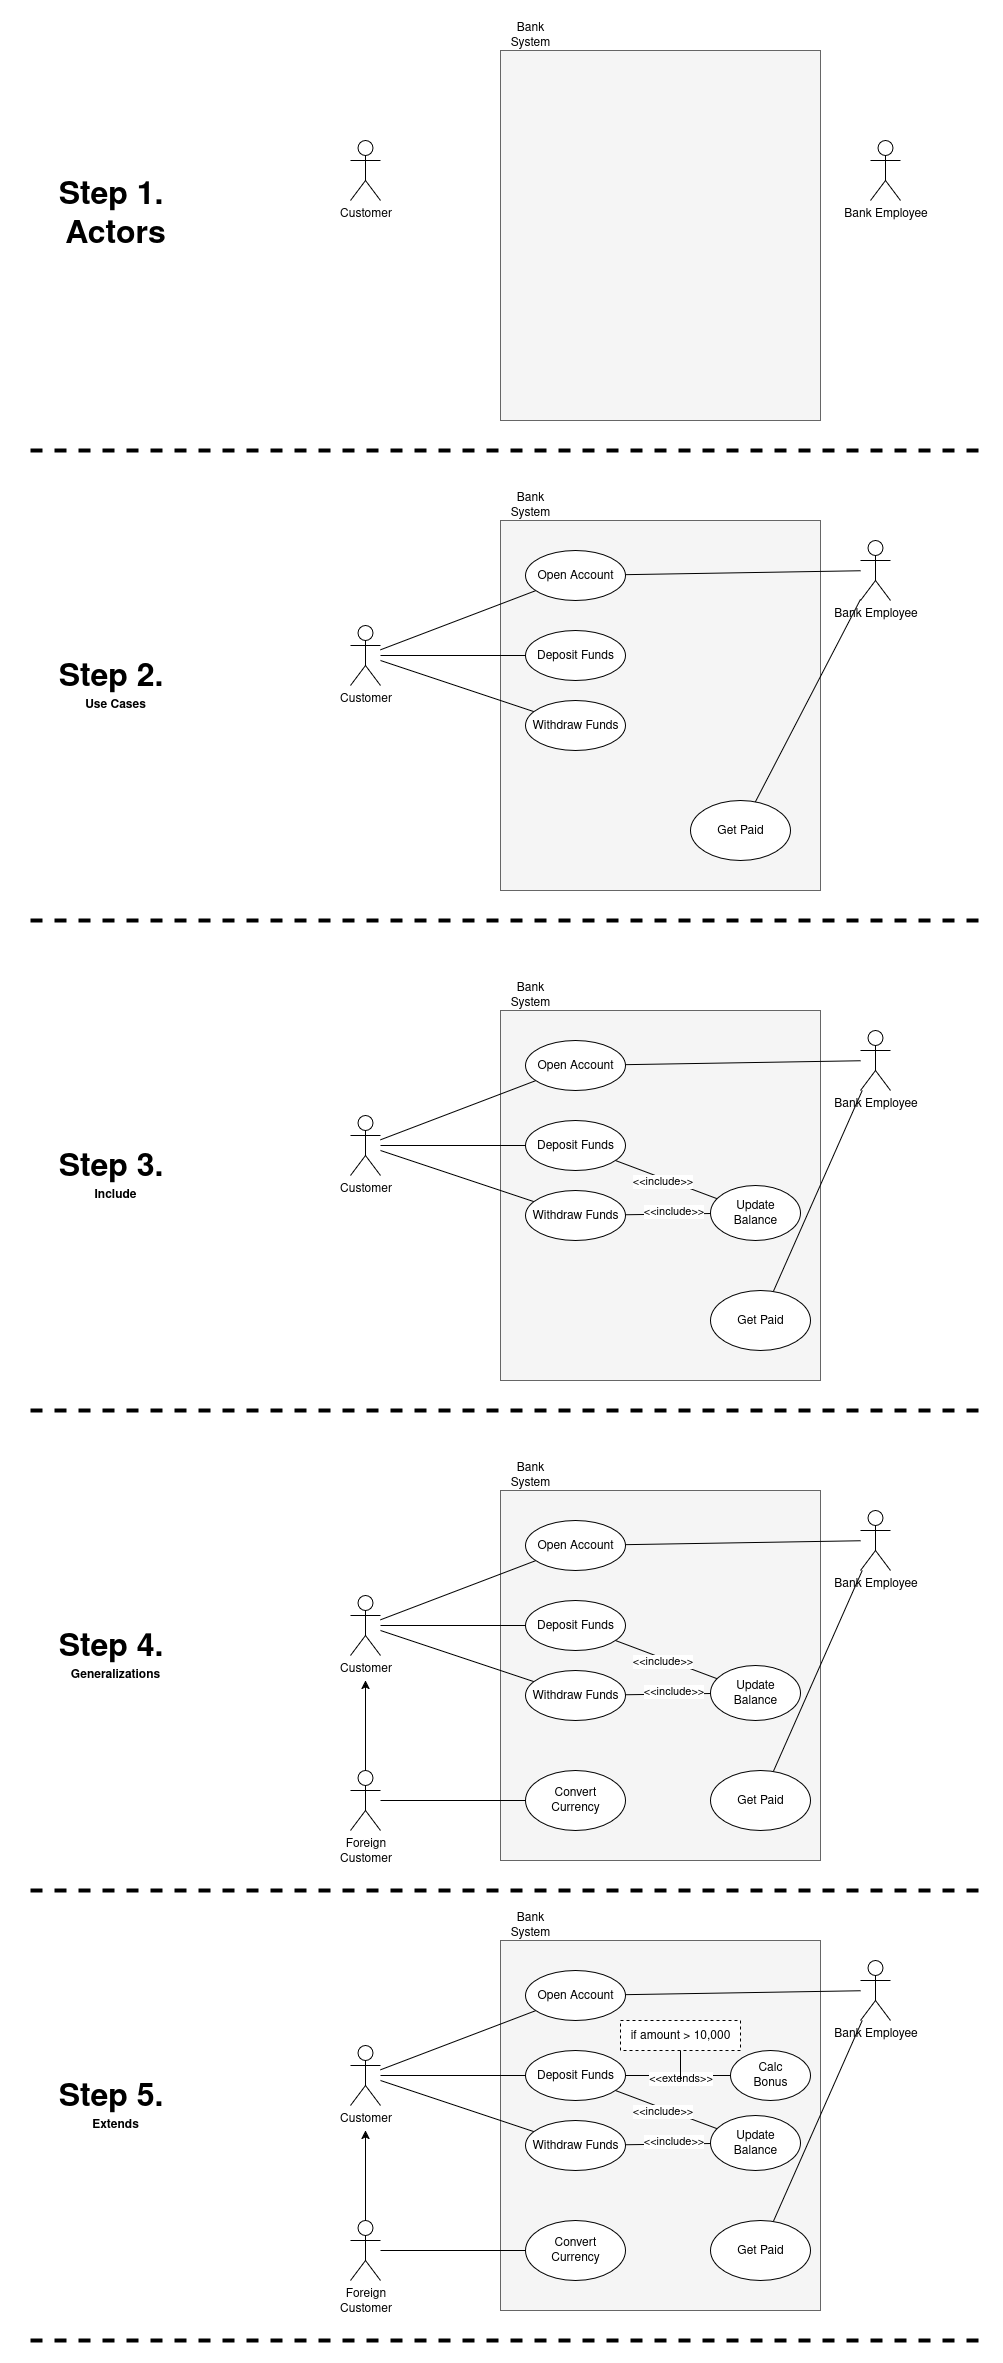 Bank
System
Step 1.
Actors
Customer
Bank Employee
Bank
System
Open Account
Bank Employee
Step 2.
Use Cases
Deposit Funds
Customer
Withdraw Funds
Get Paid
Bank
System
Open Account
Bank Employee
Step 3.
Include
Deposit Funds
Customer
<<include>>
Withdraw Funds
<<include>>
Update
Balance
Get Paid
Bank
System
Open Account
Bank Employee
Step 4.
Generalizations
Deposit Funds
Customer
<<include>>
Withdraw Funds
<<include>>
Update
Balance
Convert
Currency
Get Paid
Foreign
Customer
Bank
System
Open Account
Bank Employee
if amount > 10,000
Step 5.
Extends
Deposit Funds
<<extends>>
Calc
Bonus
Customer
<<include>>
Withdraw Funds
<<include>>
Update
Balance
Convert
Currency
Get Paid
Foreign
Customer